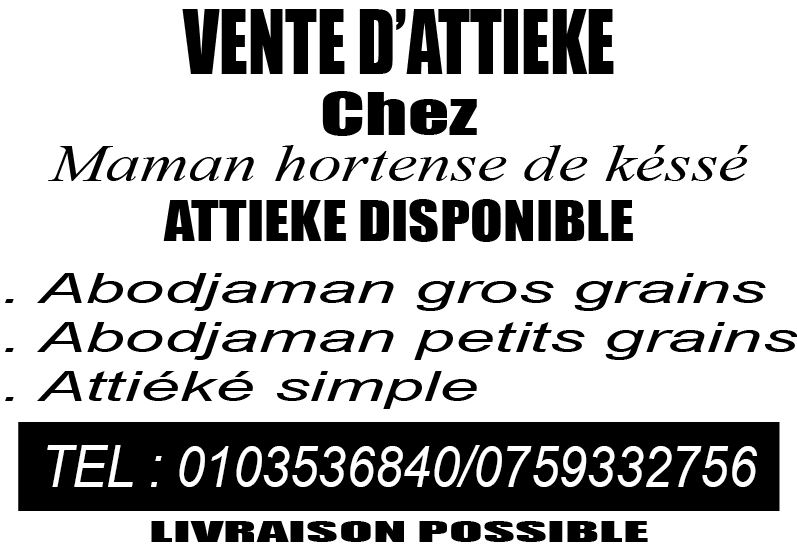 VENTE D'ATTIEKE
Chez
Maman hortense de késsé
ATTIEKE DISPONIBLE
. Abodjaman gros grains
. Abodjaman petits grains
. Attiéké simple
TEL : 0103536840/0759332756
LIVRAISON POSSIBLE